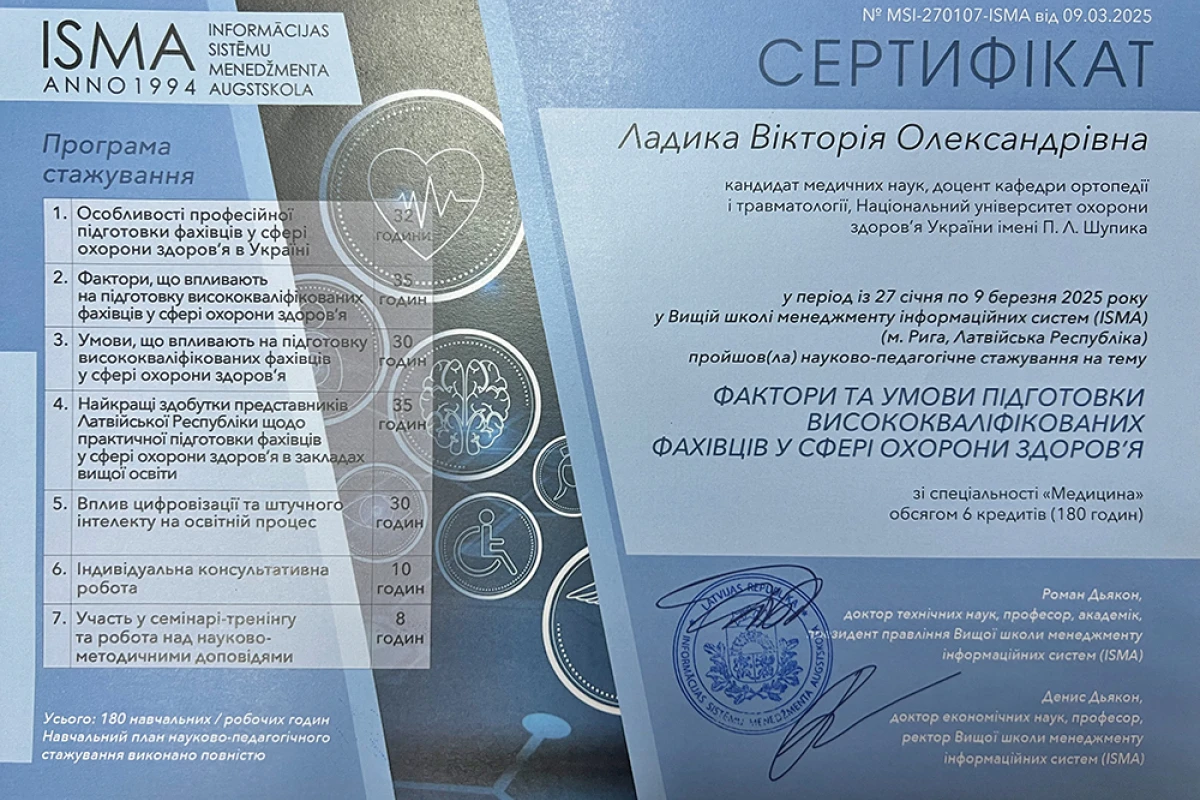 ISMA
ANNO 1994
INFORMĀCIJAS
SISTĒMU
MENEDŽMENTA
AUGSTSKOLA
Програма
стажування
1. Особливості професійної
підготовки фахівців у сфері
охорони здоров’я в Україні
32
години
2. Фактори, що впливають
на підготовку висококваліфікованих
фахівців у сфері охорони здоров’я
35
годин
3. Умови, що впливають на підготовку
висококваліфікованих фахівців
у сфері охорони здоров’я
30
годин
4. Найкращі здобутки представників
Латвійської Республіки щодо
практичної підготовки фахівців
у сфері охорони здоров’я в закладах
вищої освіти
35
годин
5. Вплив цифровізації та штучного
інтелекту на освітній процес
30
годин
6. Індивідуальна консультативна
робота
10
годин
7. Участь у семінарі-тренінгу
та робота над науково-
методичними доповідями
8
годин
Усього: 180 навчальних / робочих годин
Навчальний план науково-педагогічного
стажування виконано повністю
№ MSI-270107-ISMA від 09.03.2025
СЕРТИФІКАТ
Ладика Вікторія Олександрівна
кандидат медичних наук, доцент кафедри ортопедії
і травматології, Національний університет охорони
здоров’я України імені П. Л. Шупика
у період із 27 січня по 9 березня 2025 року
у Вищій школі менеджменту інформаційних систем (ISMA)
(м. Рига, Латвійська Республіка)
пройшов(ла) науково-педагогічне стажування на тему
ФАКТОРИ ТА УМОВИ ПІДГОТОВКИ
ВИСОКОКВАЛІФІКОВАНИХ
ФАХІВЦІВ У СФЕРІ ОХОРОНИ ЗДОРОВ’Я
зі спеціальності «Медицина»
обсягом 6 кредитів (180 годин)
Роман Дьякон,
доктор технічних наук, професор, академік,
президент правління Вищої школи менеджменту
інформаційних систем (ISMA)
Денис Дьякон,
доктор економічних наук, професор,
ректор Вищої школи менеджменту
інформаційних систем (ISMA)
LATVIJAS REPUBLIKA
INFORMĀCIJAS SISTĒMU MENEDŽMENTA AUGSTSKOLA